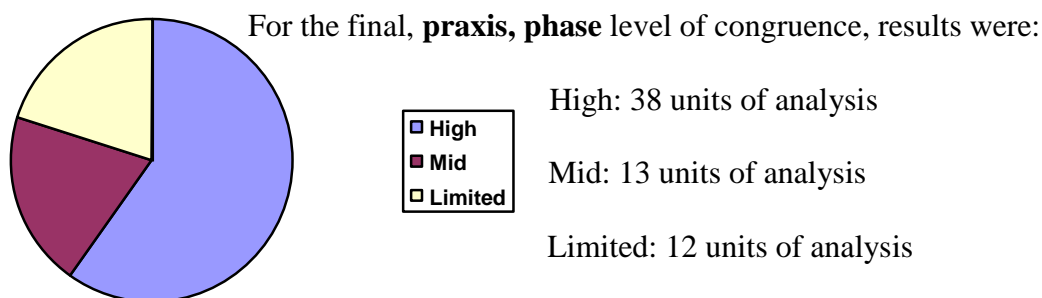 For the final, praxis, phase level of congruence, results were:
High: 38 units of analysis
High
Mid
Limited
Mid: 13 units of analysis
Limited: 12 units of analysis